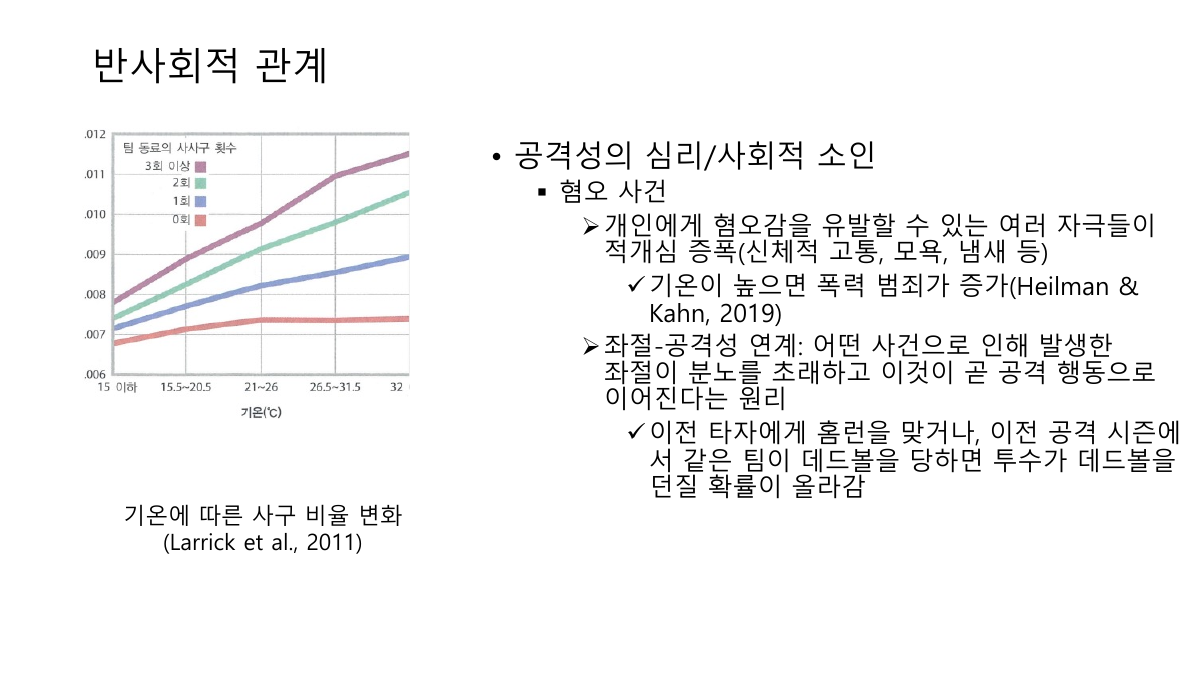 반사회적 관계
.012
.011
.010
.009
.008
.007
.006
팀 동료의 사사구 횟수
3회 이상
2회
1회
0회
15 이하 15.5~20.5 21~26 26.5~31.5 32
기온(℃)
기온에 따른 사구 비율 변화
(Larrick et al., 2011)
• 공격성의 심리/사회적 소인
▪ 혐오 사건
➢ 개인에게 혐오감을 유발할 수 있는 여러 자극들이
적개심 증폭(신체적 고통, 모욕, 냄새 등)
✓ 기온이 높으면 폭력 범죄가 증가(Heilman &
Kahn, 2019)
➢ 좌절-공격성 연계: 어떤 사건으로 인해 발생한
좌절이 분노를 초래하고 이것이 곧 공격 행동으로
이어진다는 원리
✓ 이전 타자에게 홈런을 맞거나, 이전 공격 시즌에
서 같은 팀이 데드볼을 당하면 투수가 데드볼을
던질 확률이 올라감